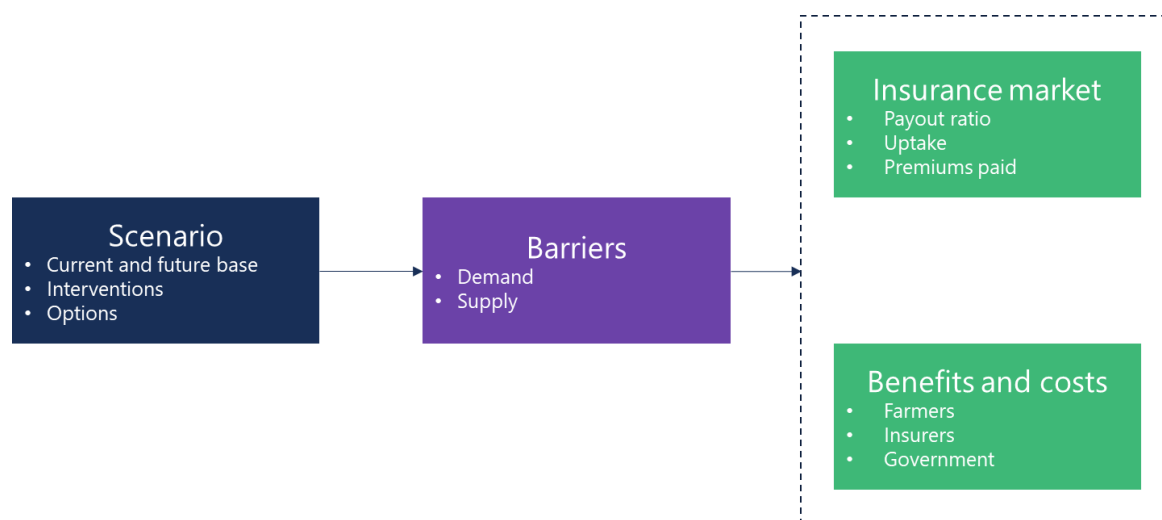 Scenario
• Current and future base
• Interventions
• Options
Barriers
• Demand
• Supply
Insurance market
• Payout ratio
• Uptake
• Premiums paid
Benefits and costs
• Farmers
• Insurers
• Government